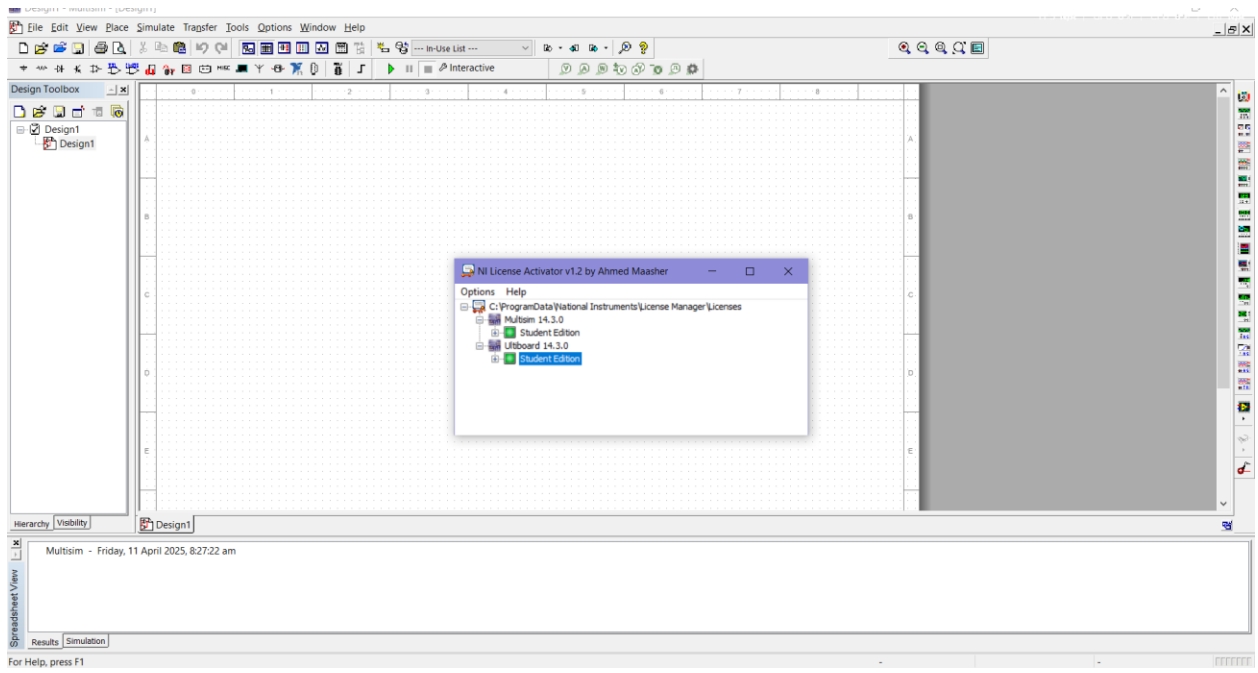 Design1 - Multisim - [Design1]
File Edit View Place Simulate Transfer Tools Options Window Help
--- In-Use List ---
Interactive
Design Toolbox
0 1 2 3 4 5 6 7 8
Design1
Design1
A A
B B
NI License Activator v1.2 by Ahmed Maasher
Options Help
C:\ProgramData\National Instruments\License Manager\Licenses
Multisim 14.3.0
Student Edition
Ultiboard 14.3.0
Student Edition
C C
D D
E E
Hierarchy Visibility
Design1
Multisim - Friday, 11 April 2025, 8:27:22 am
Spreadsheet View
Results Simulation
For Help, press F1
- -